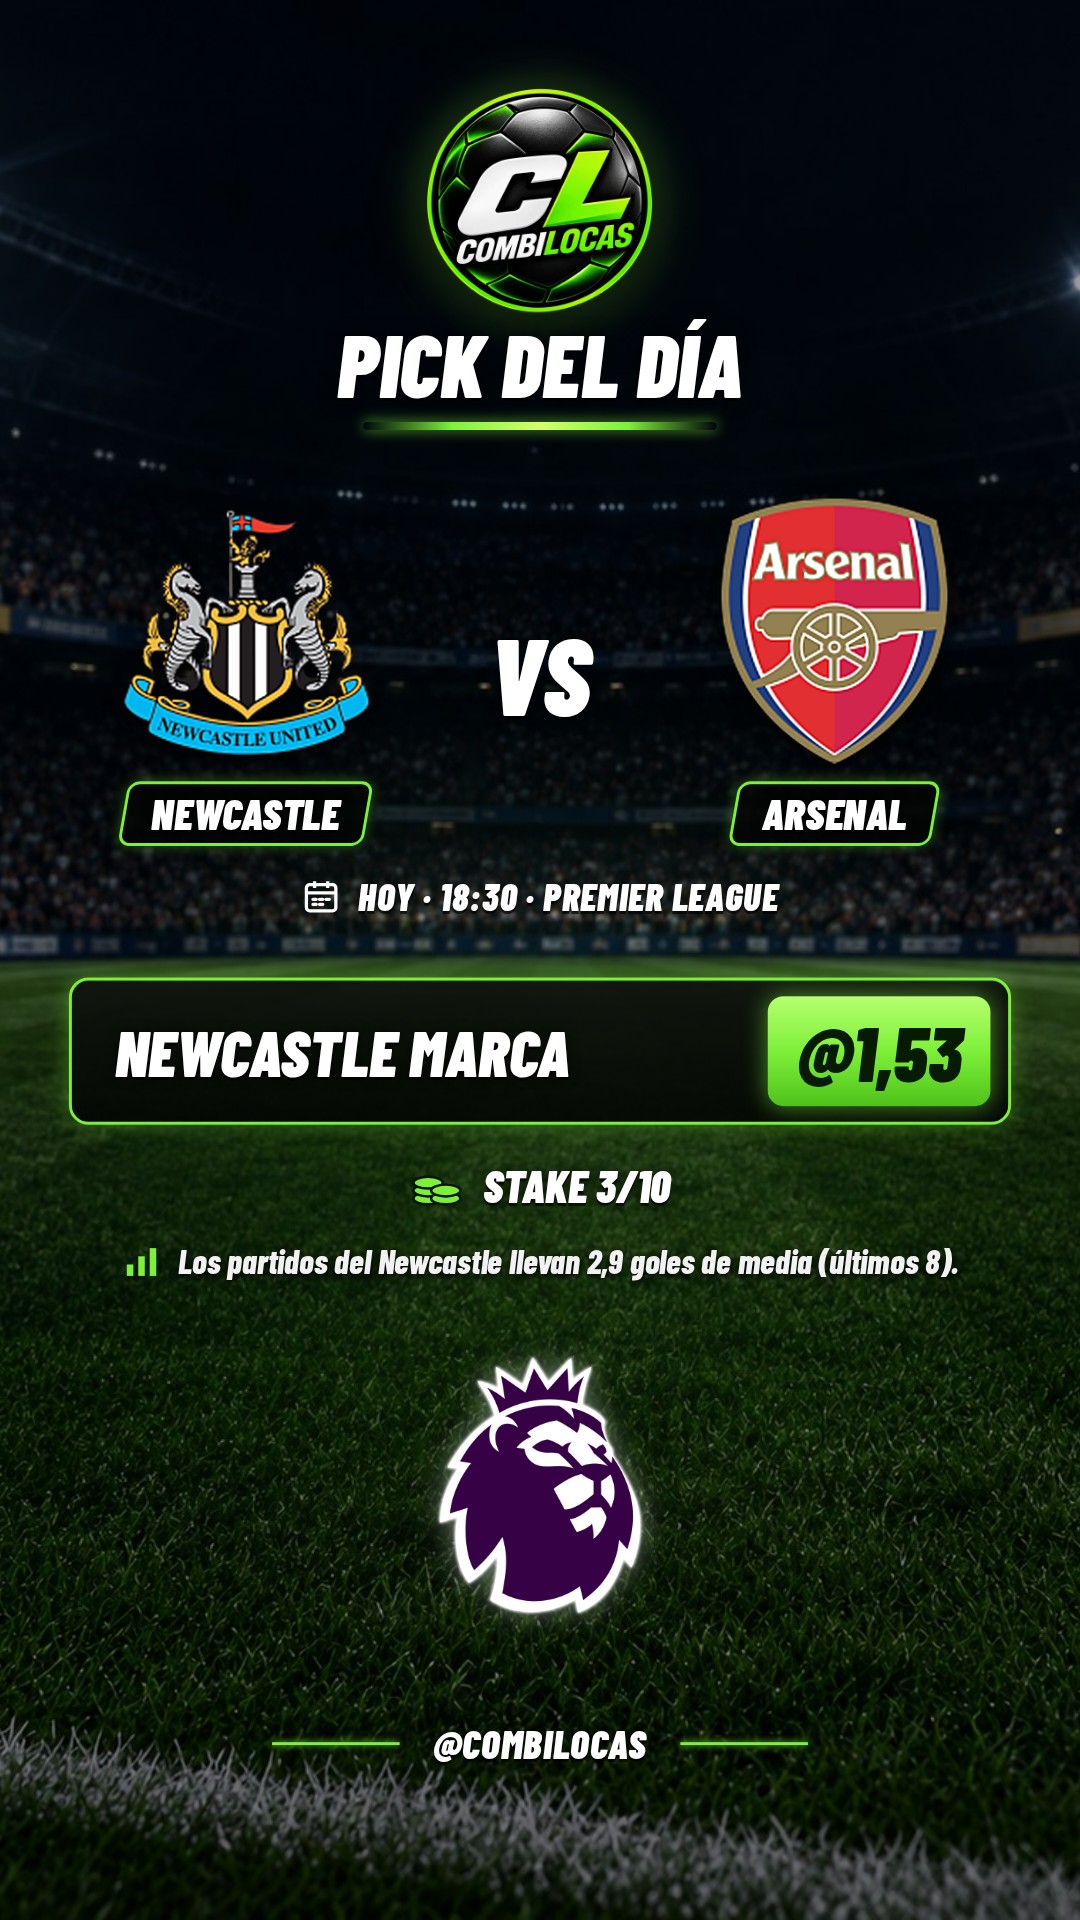 CL
COMBILOCAS
PICK DEL DÍA
NEWCASTLE UNITED
Arsenal
VS
NEWCASTLE
ARSENAL
HOY · 18:30 · PREMIER LEAGUE
NEWCASTLE MARCA
@1,53
STAKE 3/10
Los partidos del Newcastle llevan 2,9 goles de media (últimos 8).
@COMBILOCAS